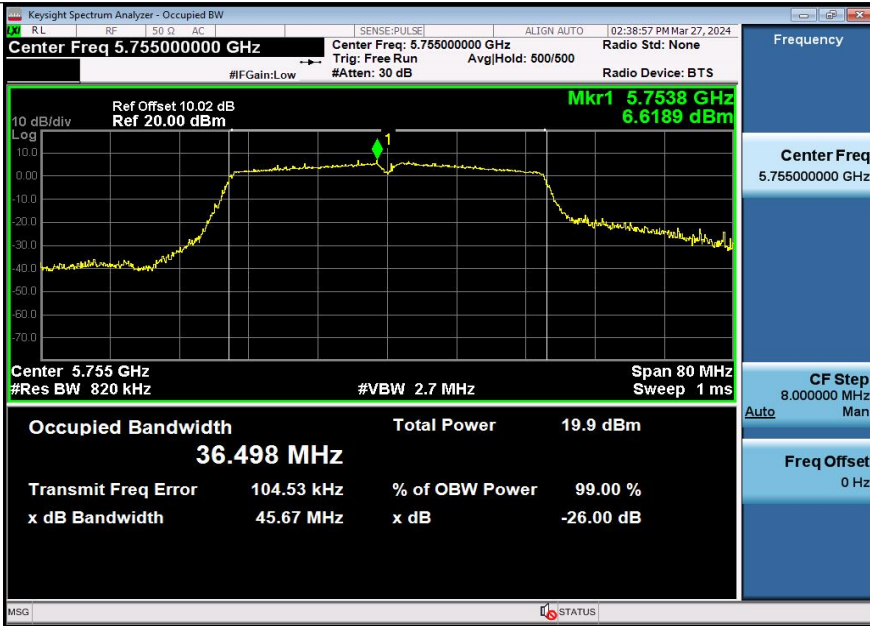 Keysight Spectrum Analyzer - Occupied BW
LXI RL RF 50 Ω AC SENSE:PULSE ALIGN AUTO 02:38:57 PM Mar 27, 2024
Center Freq 5.755000000 GHz
Center Freq: 5.755000000 GHz
Radio Std: None
Trig: Free Run Avg|Hold: 500/500
#IFGain:Low #Atten: 30 dB Radio Device: BTS
Ref Offset 10.02 dB
10 dB/div Ref 20.00 dBm
Mkr1 5.7538 GHz
6.6189 dBm
Log
1
10.0
0.00
-10.0
-20.0
-30.0
-40.0
-50.0
-60.0
-70.0
Center 5.755 GHz Span 80 MHz
#Res BW 820 kHz #VBW 2.7 MHz Sweep 1 ms
Occupied Bandwidth Total Power 19.9 dBm
36.498 MHz
Transmit Freq Error 104.53 kHz % of OBW Power 99.00 %
x dB Bandwidth 45.67 MHz x dB -26.00 dB
Frequency
Center Freq
5.755000000 GHz
CF Step
8.000000 MHz
Auto Man
Freq Offset
0 Hz
MSG STATUS